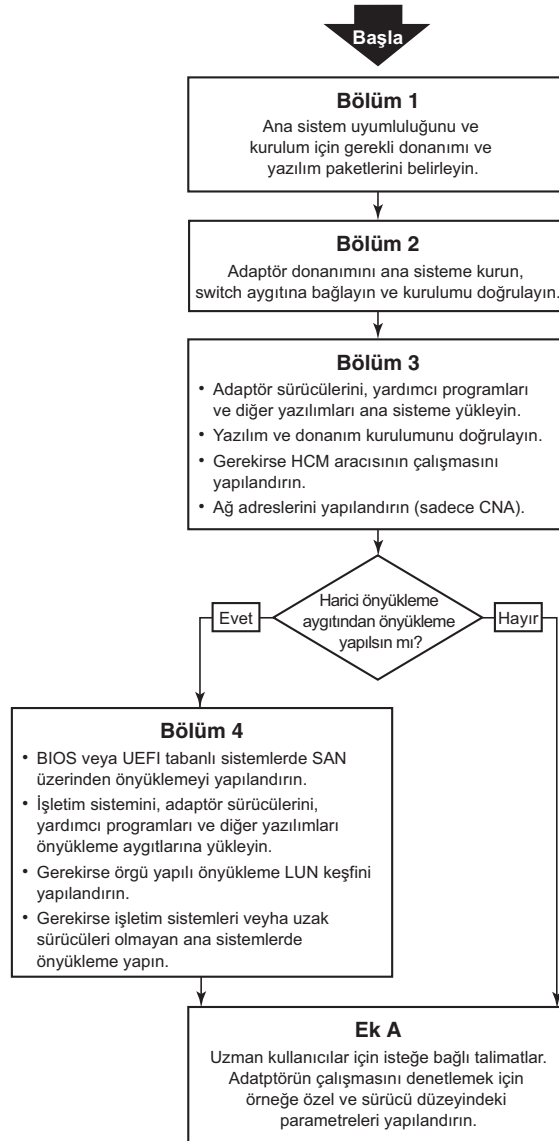 Başla
Bölüm 1
Ana sistem uyumluluğunu ve
kurulum için gerekli donanımı ve
yazılım paketlerini belirleyin.
Bölüm 2
Adaptör donanımını ana sisteme kurun,
switch aygıtına bağlayın ve kurulumu doğrulayın.
Bölüm 3
• Adaptör sürücülerini, yardımcı programları
ve diğer yazılımları ana sisteme yükleyin.
• Yazılım ve donanım kurulumunu doğrulayın.
• Gerekirse HCM aracısının çalışmasını
yapılandırın.
• Ağ adreslerini yapılandırın (sadece CNA).
Harici önyükleme
aygıtından önyükleme
yapılsın mı?
Evet
Hayır
Bölüm 4
• BIOS veya UEFI tabanlı sistemlerde SAN
üzerinden önyüklemeyi yapılandırın.
• İşletim sistemini, adaptör sürücülerini,
yardımcı programları ve diğer yazılımları
önyükleme aygıtlarına yükleyin.
• Gerekirse örgü yapılı önyükleme LUN keşfini
yapılandırın.
• Gerekirse işletim sistemleri veyha uzak
sürücüleri olmayan ana sistemlerde
önyükleme yapın.
Ek A
Uzman kullanıcılar için isteğe bağlı talimatlar.
Adatptörün çalışmasını denetlemek için
örneğe özel ve sürücü düzeyindeki
parametreleri yapılandırın.